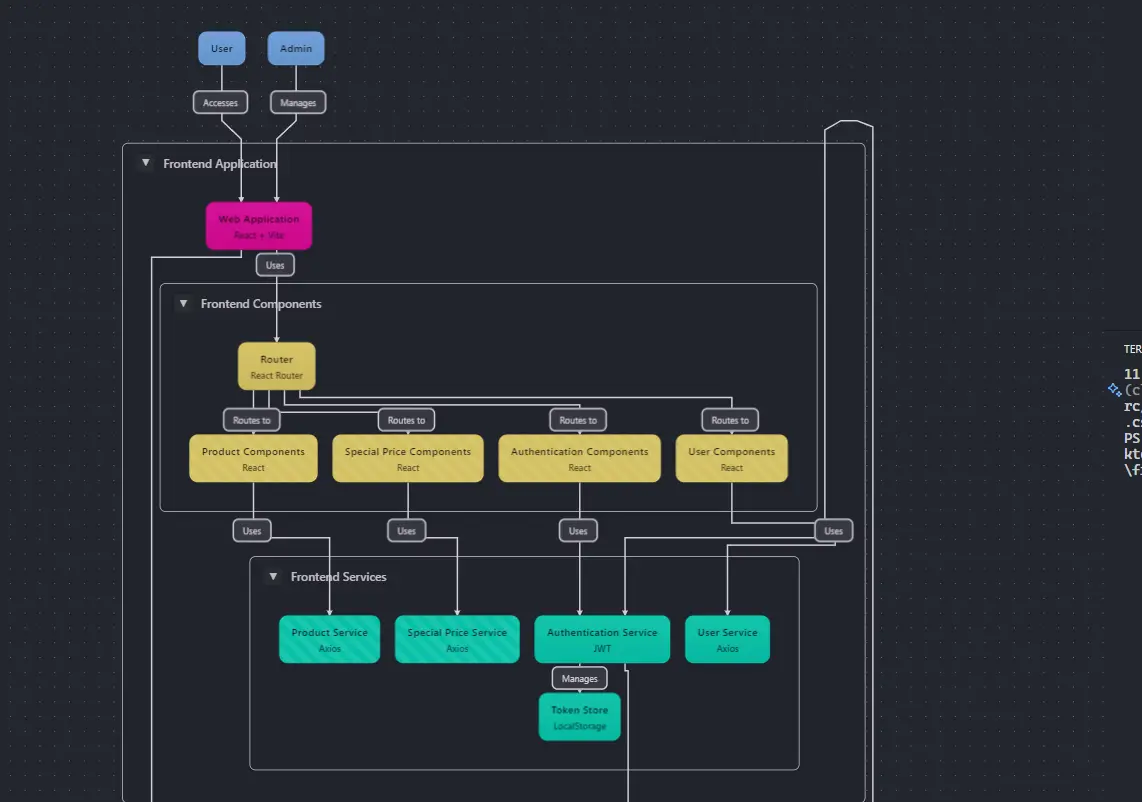 User
Admin
Accesses
Manages
Frontend Application
Web Application
React + Vite
Uses
Frontend Components
Router
React Router
Routes to
Routes to
Routes to
Routes to
Product Components
React
Special Price Components
React
Authentication Components
React
User Components
React
Uses
Uses
Uses
Uses
Frontend Services
Product Service
Axios
Special Price Service
Axios
Authentication Service
JWT
User Service
Axios
Manages
Token Store
LocalStorage
TER
11
(c
rc
.c
PS
kt
\f